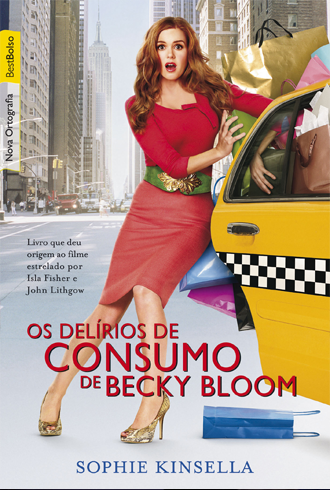 BestBolso
Nova Ortografia
Livro que deu
origem ao filme
estrelado por
Isla Fisher e
John Lithgow
OS DELÍRIOS DE
CONSUMO
DE BECKY BLOOM
SOPHIE KINSELLA